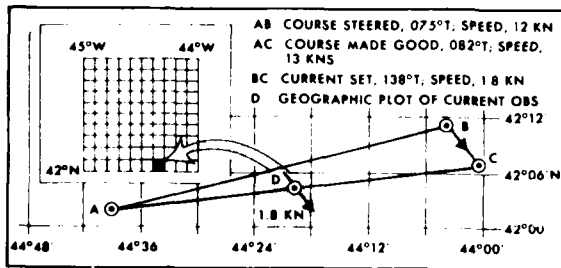 45°W 44°W
42°N
AB COURSE STEERED, 075°T; SPEED, 12 KN
AC COURSE MADE GOOD, 082°T; SPEED,
13 KNS
BC CURRENT SET, 138°T; SPEED, 1.8 KN
D GEOGRAPHIC PLOT OF CURRENT OBS
42°12
B
C
42°06
D
A
1.8 KN
42°00
44°48 44°36 44°24 44°12 44°00